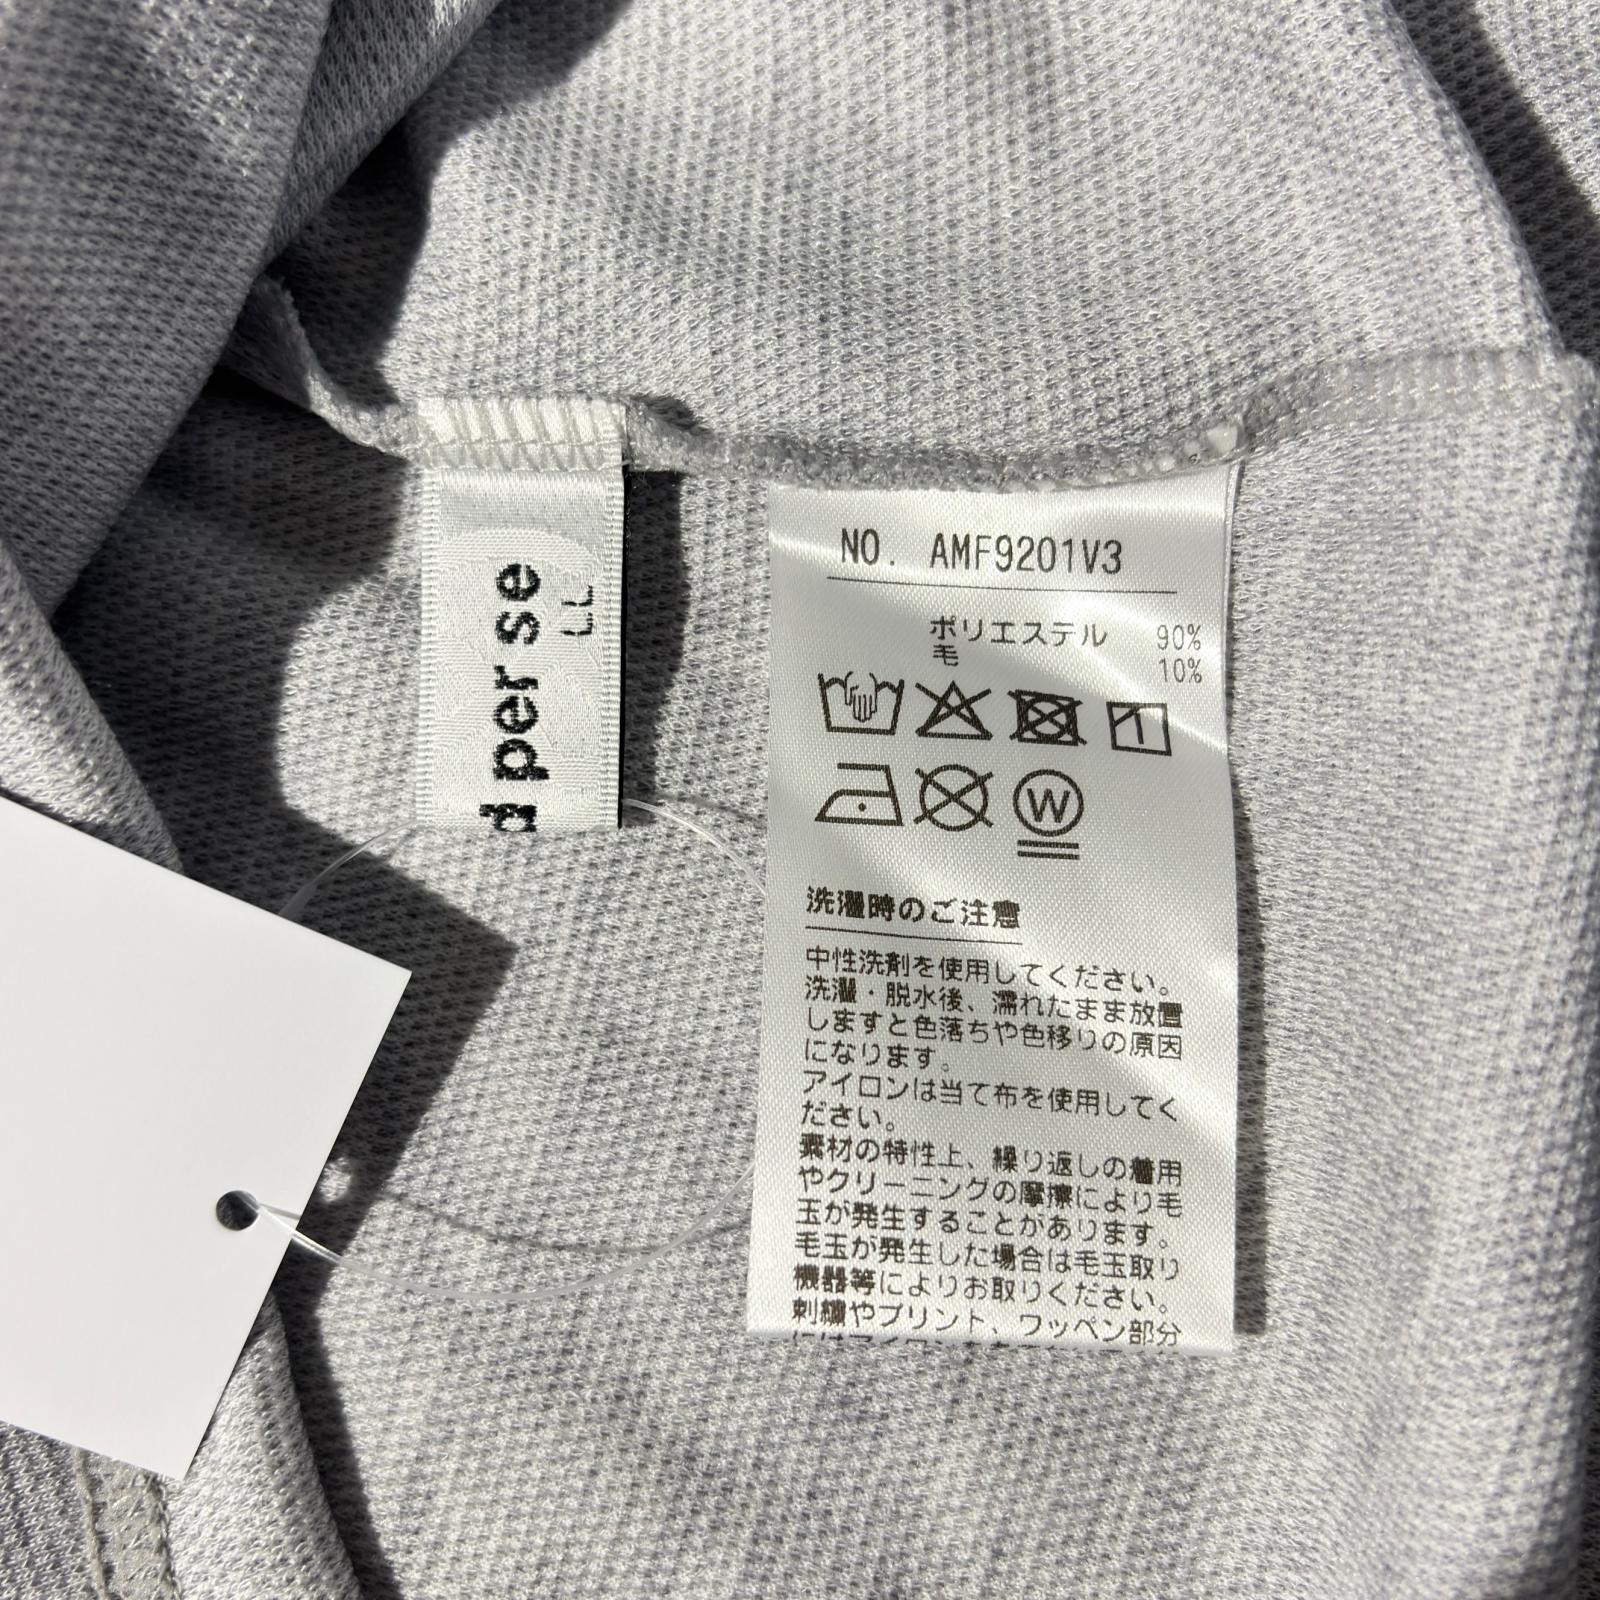 d per se
LL
NO. AMF9201V3
ポリエステル 90%
毛 10%
W
洗濯時のご注意
中性洗剤を使用してください。
洗濯・脱水後、濡れたまま放置
しますと色落ちや色移りの原因
になります。
アイロンは当て布を使用してく
ださい。
素材の特性上、繰り返しの着用
やクリーニングの摩擦により毛
玉が発生することがあります。
毛玉が発生した場合は毛玉取り
機器等によりお取りください。
刺繍やプリント、ワッペン部分